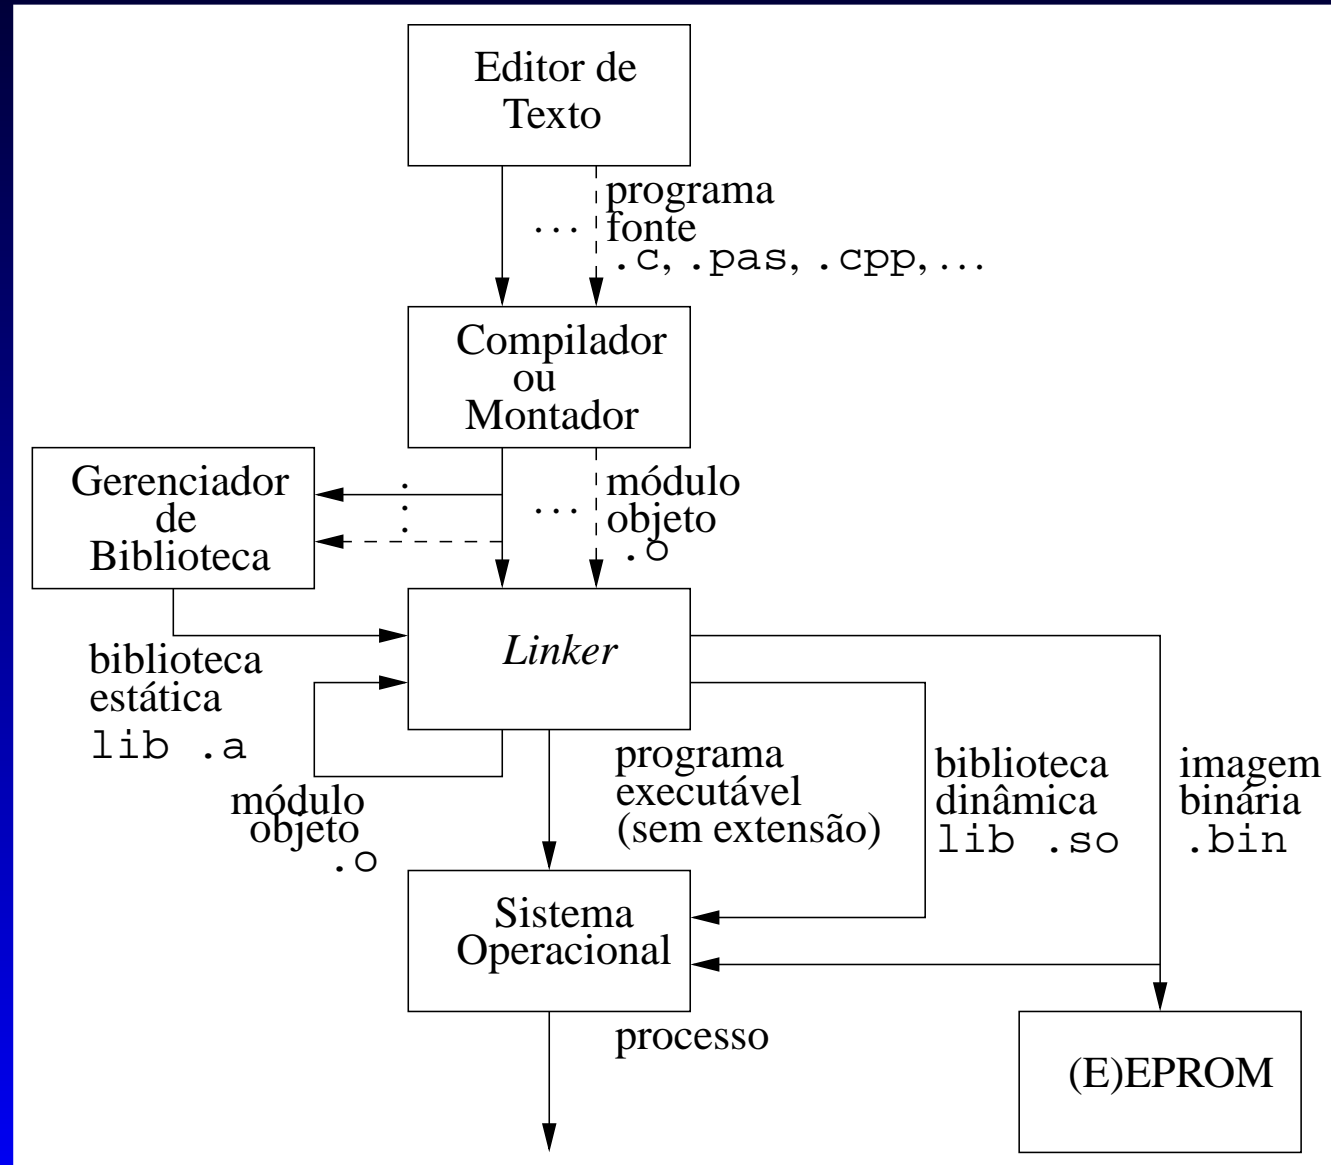 Editor de
Texto
programa
fonte
...
.c, .pas, .cpp, ...
Compilador
ou
Montador
Gerenciador
de
Biblioteca
...
...
módulo
objeto
.o
Linker
biblioteca
estática
lib .a
módulo
objeto
.o
programa
executável
(sem extensão)
biblioteca
dinâmica
lib .so
imagem
binária
.bin
Sistema
Operacional
processo
(E)EPROM